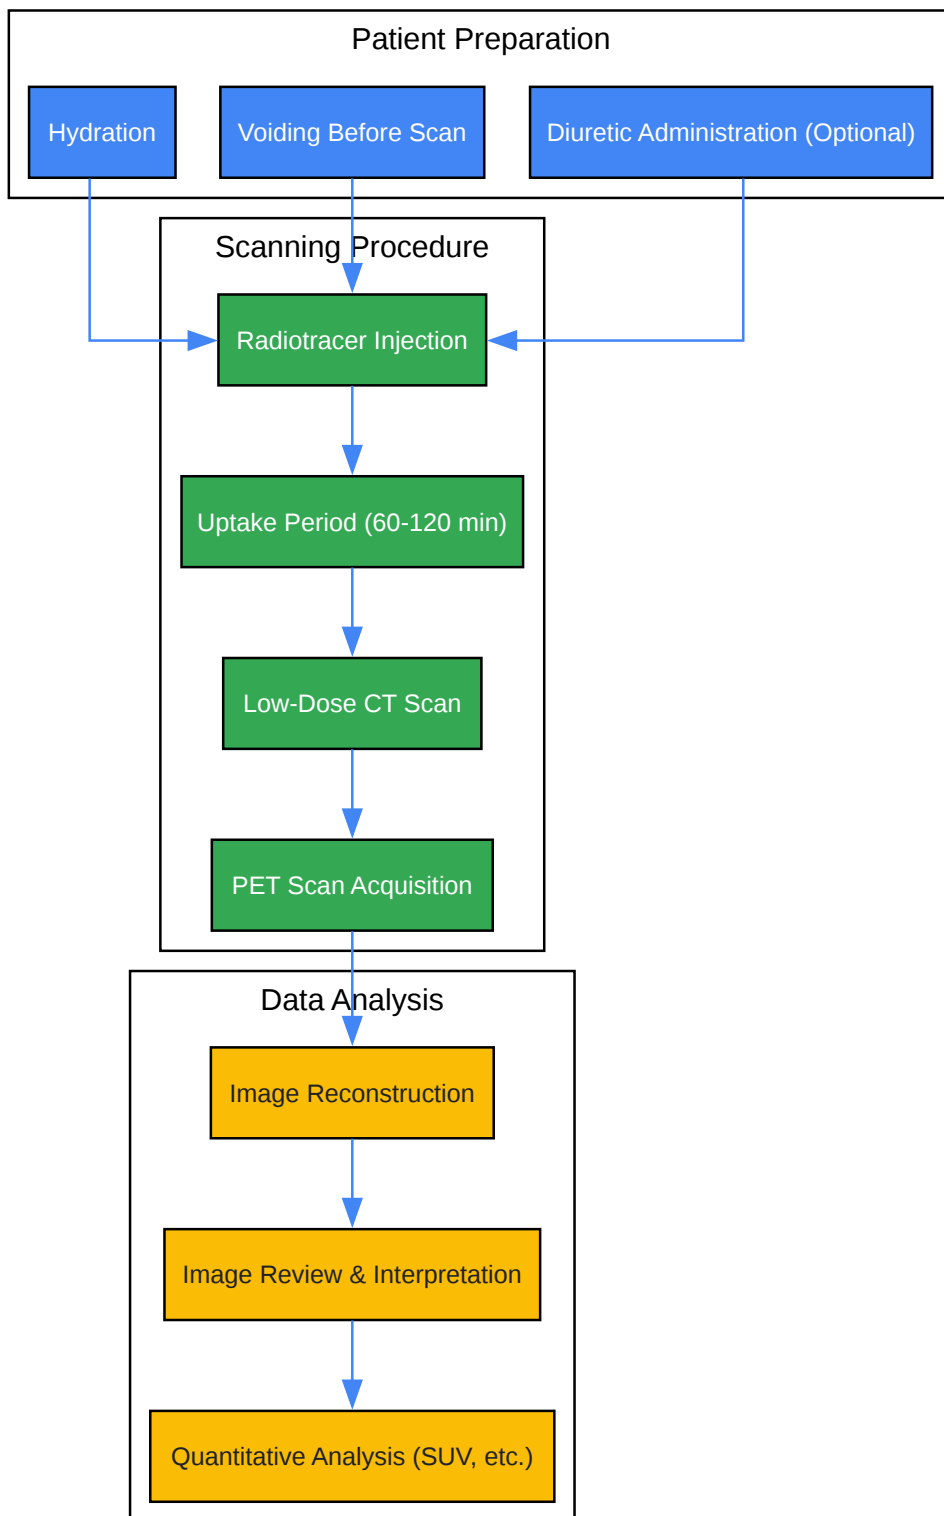 Patient Preparation
Hydration
Voiding Before Scan
Diuretic Administration (Optional)
Scanning Procedure
Radiotracer Injection
Uptake Period (60-120 min)
Low-Dose CT Scan
PET Scan Acquisition
Data Analysis
Image Reconstruction
Image Review & Interpretation
Quantitative Analysis (SUV, etc.)